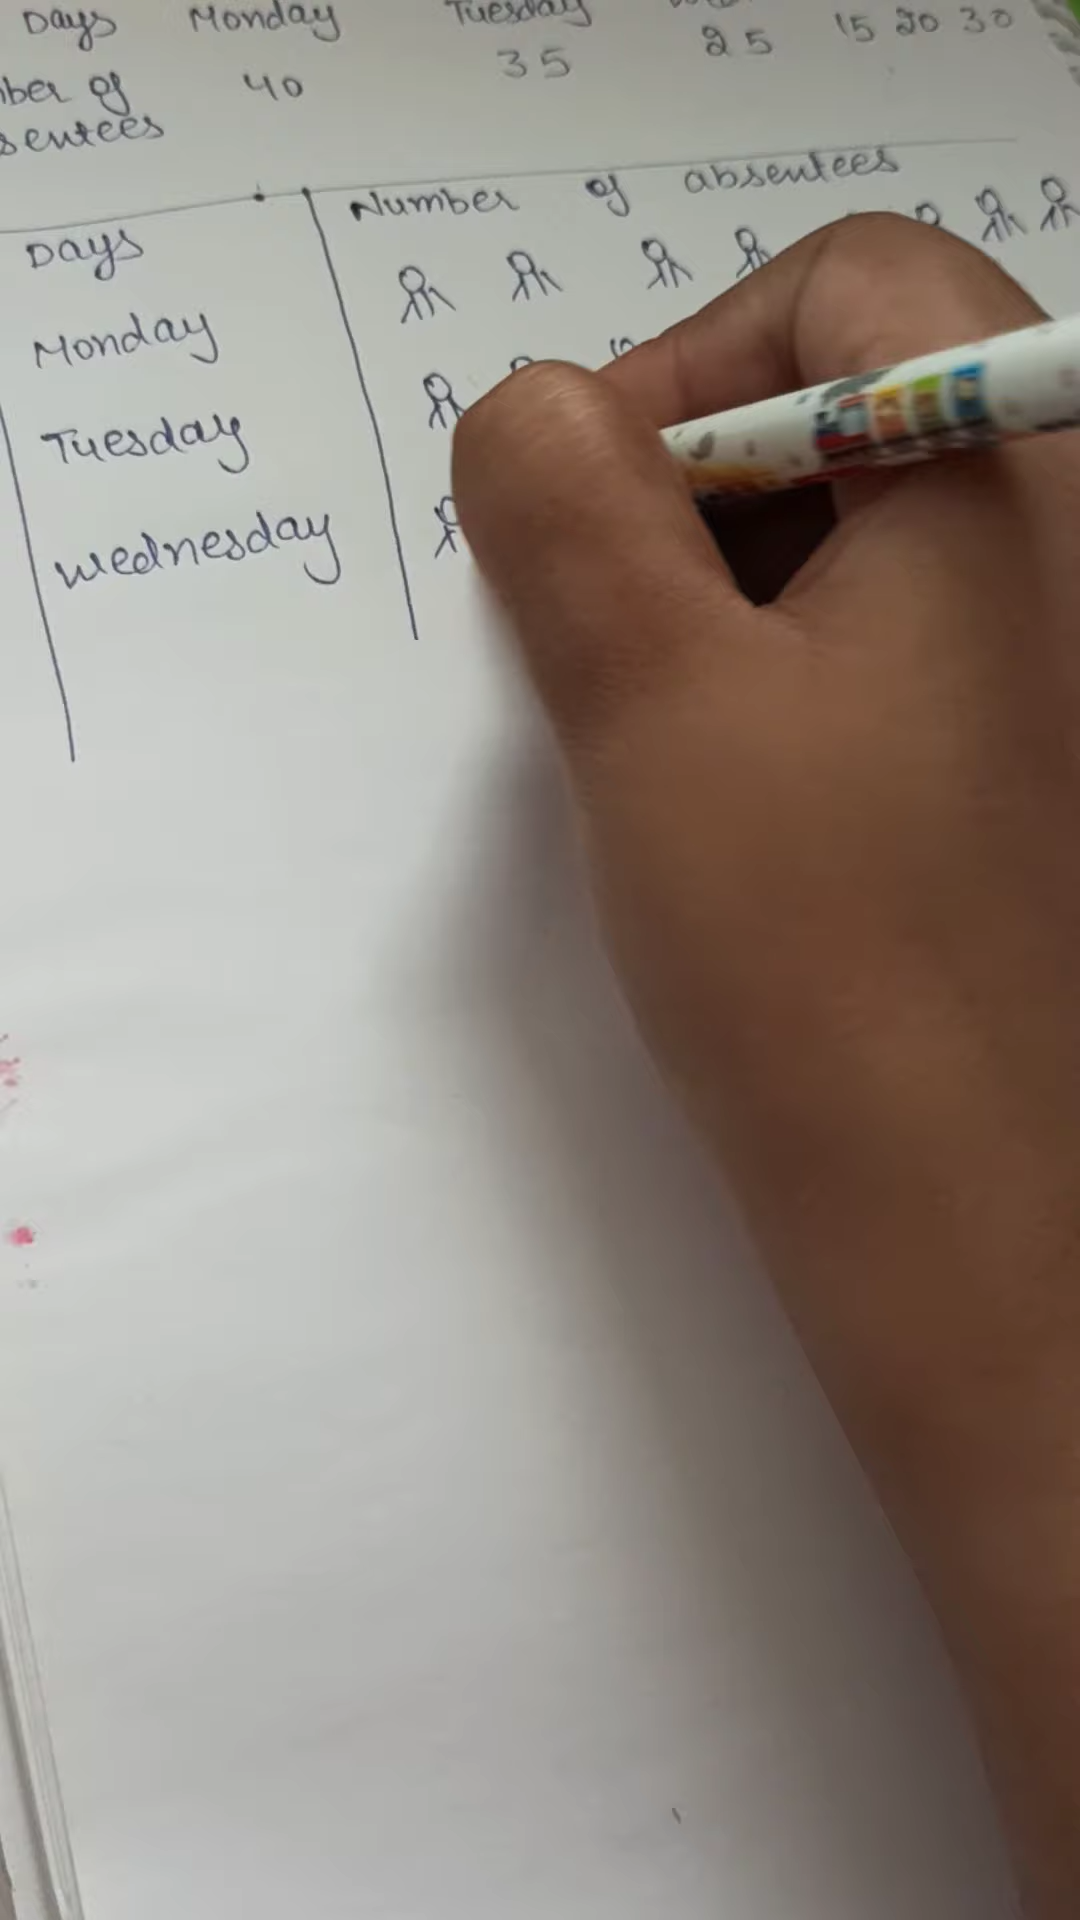 Days Monday Tuesday
ber of 40 35 25 15 20 30
sentees
Days Number of absentees
Monday
Tuesday
Wednesday